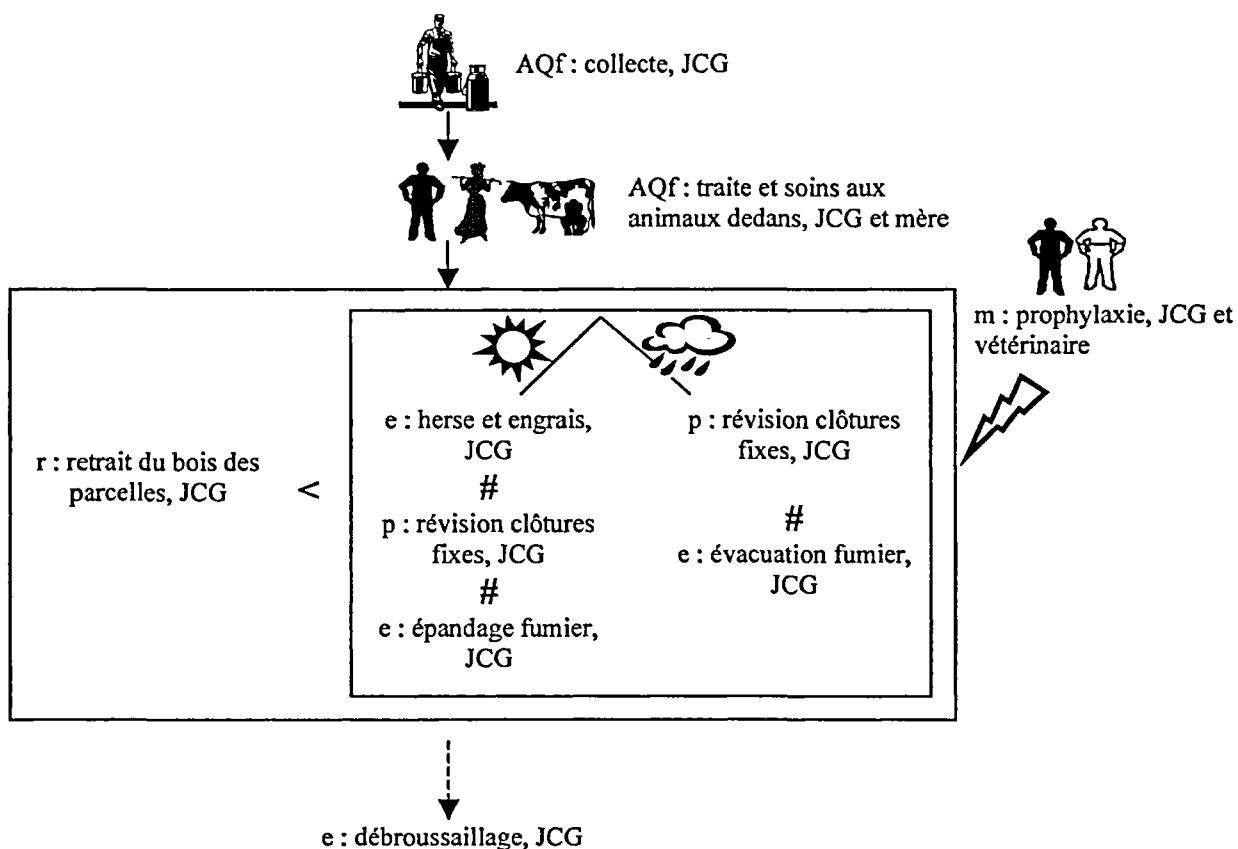 AQf : collecte, JCG
AQf : traite et soins aux
animaux dedans, JCG et mère
m : prophylaxie, JCG et
vétérinaire
r : retrait du bois des
parcelles, JCG
<
e : herse et engrais,
JCG
#
p : révision clôtures
fixes, JCG
#
e : épandage fumier,
JCG
p : révision clôtures
fixes, JCG
#
e : évacuation fumier,
JCG
e : débroussaillage, JCG